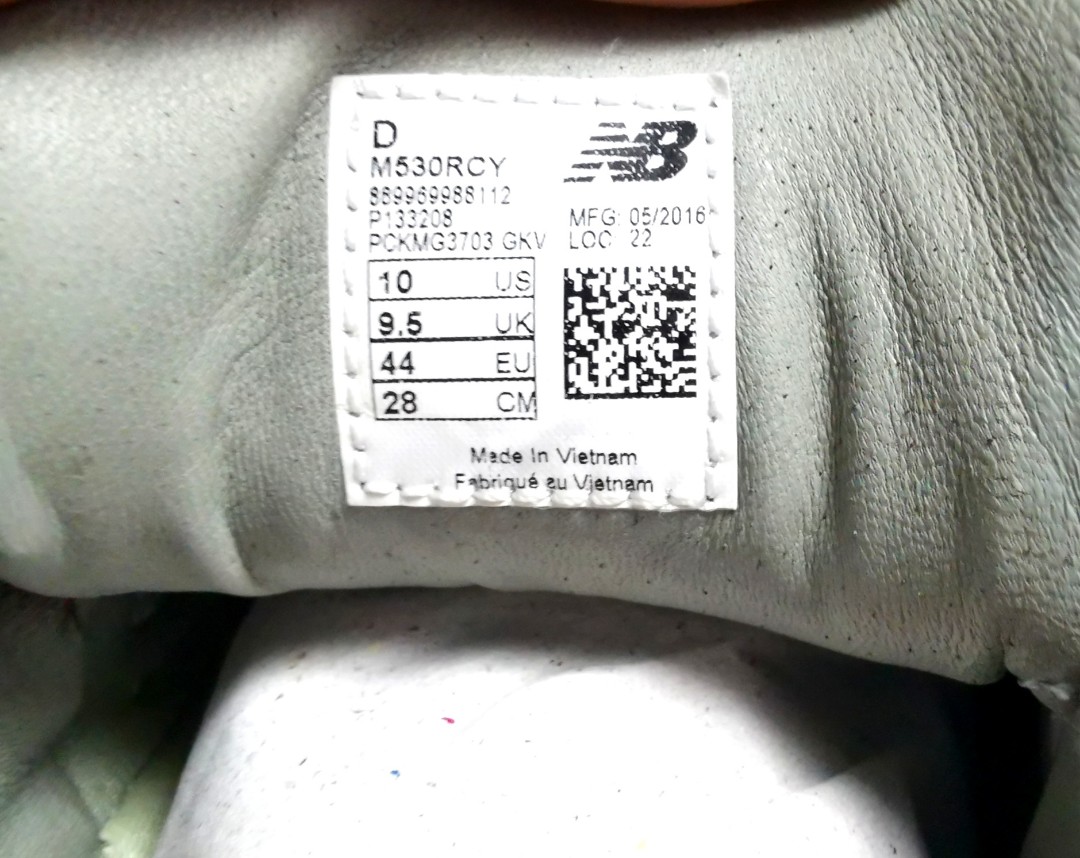 D
NB
M530RCY
889969988112
P133208
MFG: 05/2016
PCKMG3703 GKV
LOC: 22
10 US
9.5 UK
44 EU
28 CM
Made In Vietnam
Fabriqué au Vietnam